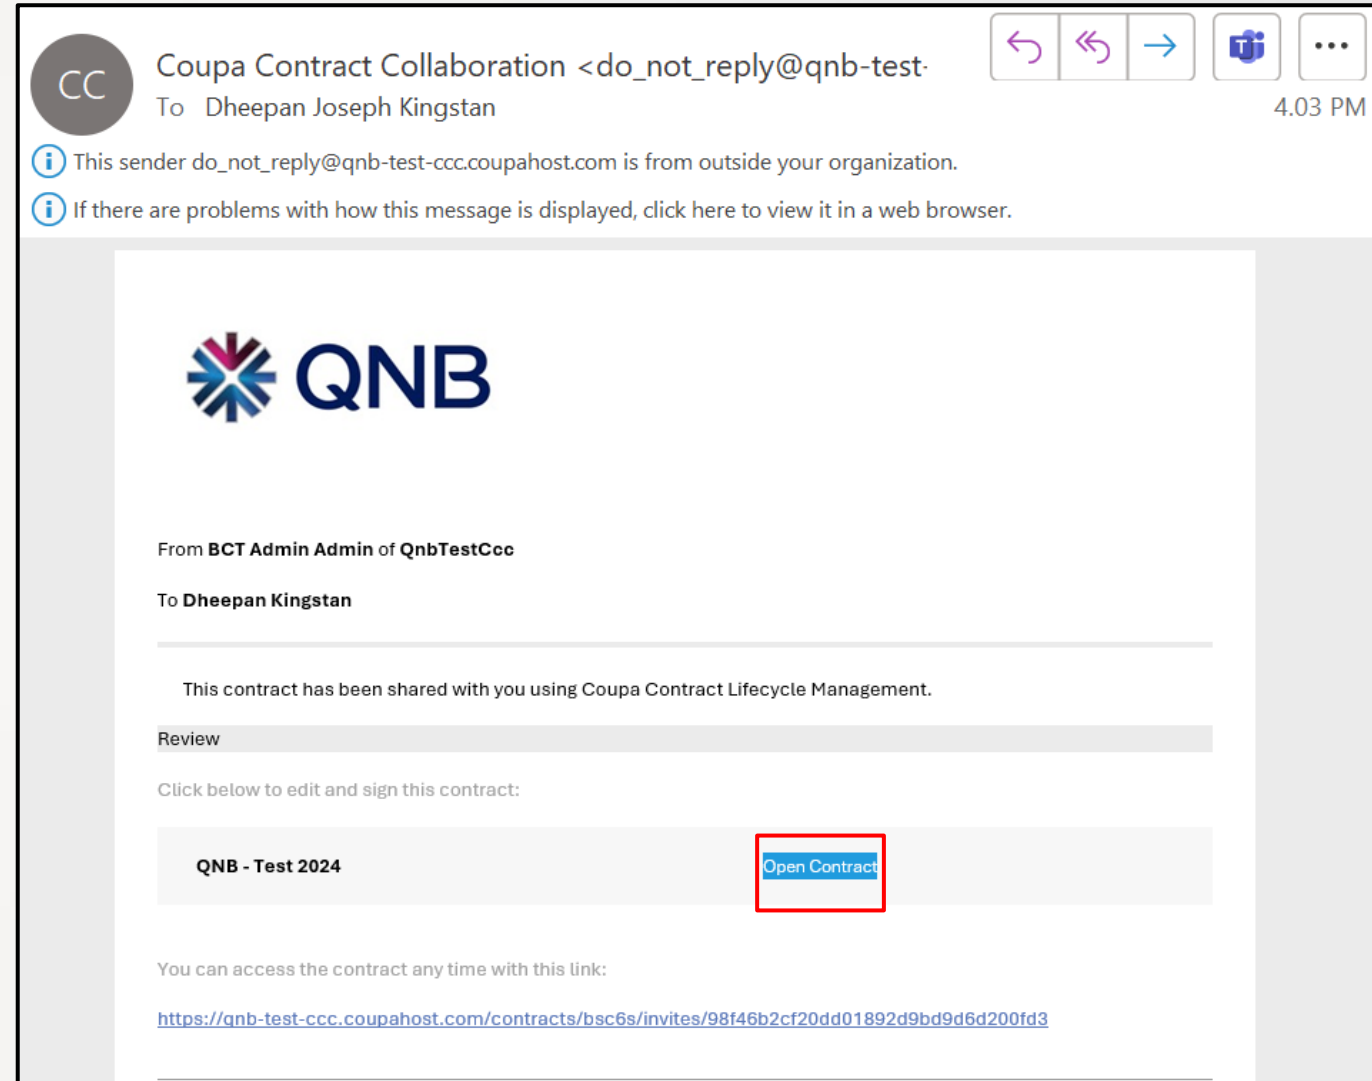 CC
Coupa Contract Collaboration <do_not_reply@qnb-test-
To Dheepan Joseph Kingstan
4.03 PM
This sender do_not_reply@qnb-test-ccc.coupahost.com is from outside your organization.
If there are problems with how this message is displayed, click here to view it in a web browser.
QNB
From BCT Admin Admin of QnbTestCcc
To Dheepan Kingstan
This contract has been shared with you using Coupa Contract Lifecycle Management.
Review
Click below to edit and sign this contract:
QNB - Test 2024 Open Contract
You can access the contract any time with this link:
https://qnb-test-ccc.coupahost.com/contracts/bsc6s/invites/98f46b2cf20dd01892d9bd9d6d200fd3